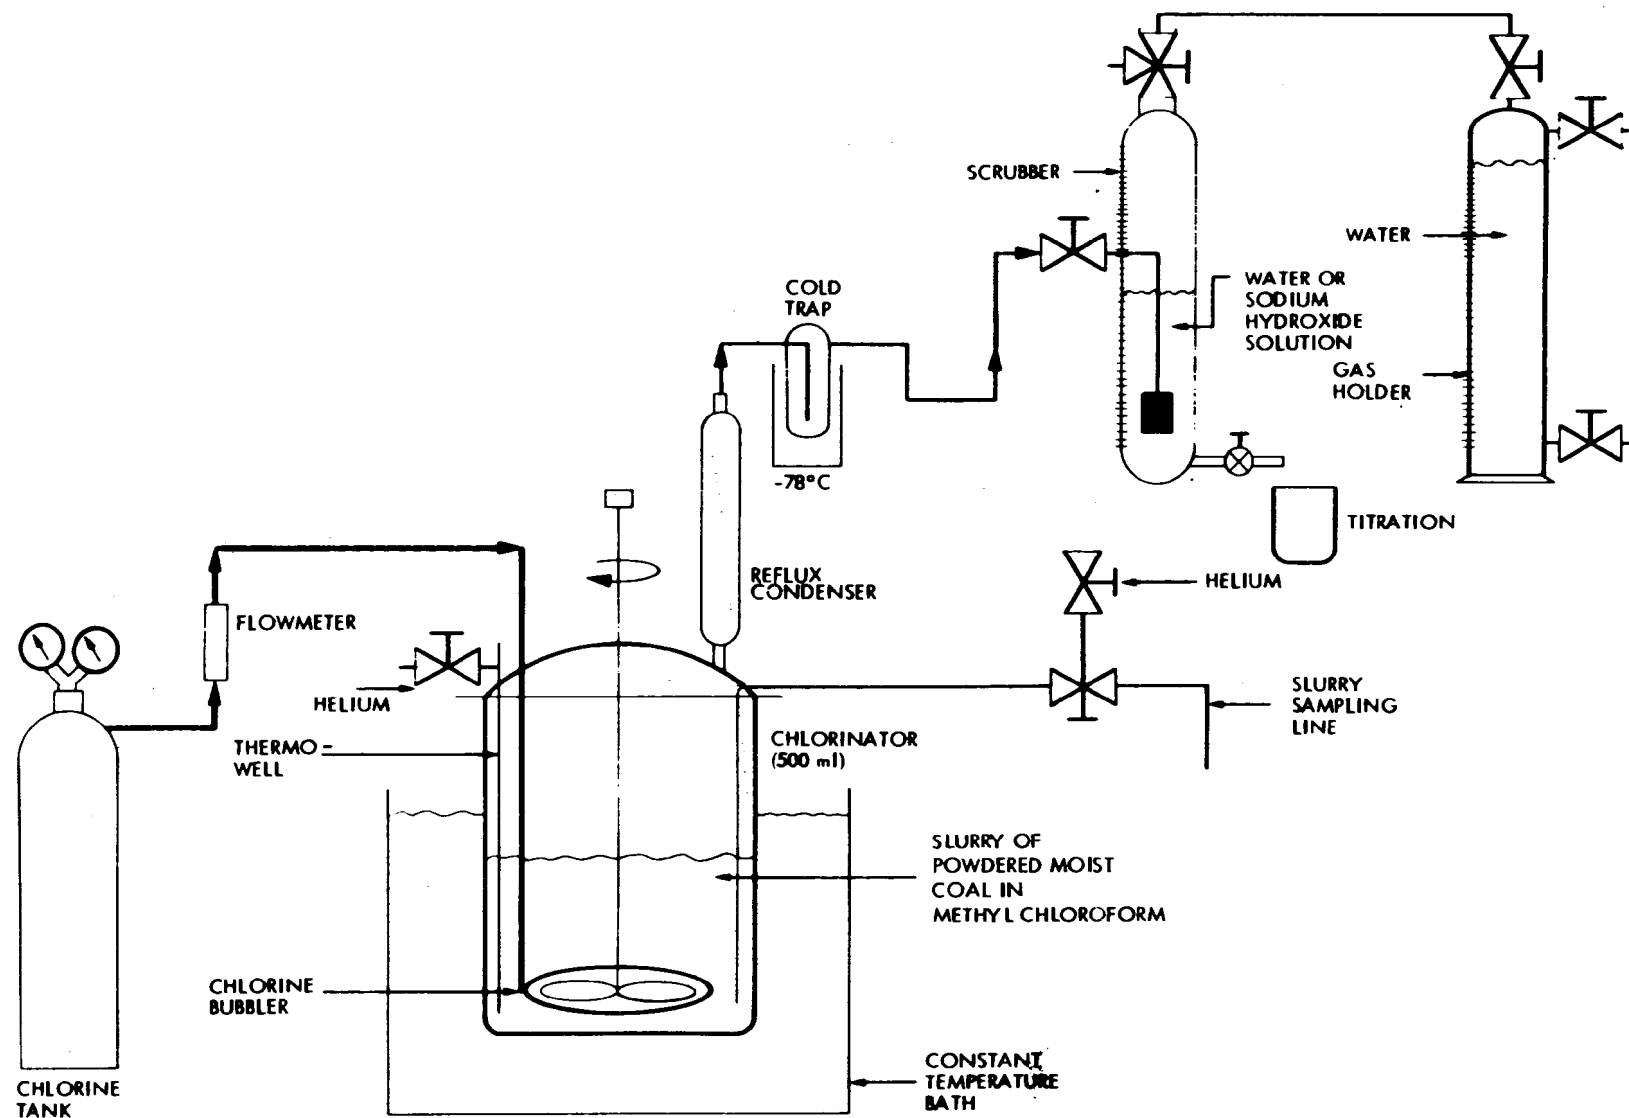 SCRUBBER
WATER
WATER OR
SODIUM
HYDROXIDE
SOLUTION
COLD
TRAP
GAS
HOLDER
-78°C
TITRATION
REFLUX
CONDENSER
HELIUM
FLOWMETER
HELIUM
SLURRY
SAMPLING
LINE
THERMO-
WELL
CHLORINATOR
(500 ml)
SLURRY OF
POWDERED MOIST
COAL IN
METHYL CHLOROFORM
CHLORINE
BUBBLER
CONSTANT
TEMPERATURE
BATH
CHLORINE
TANK